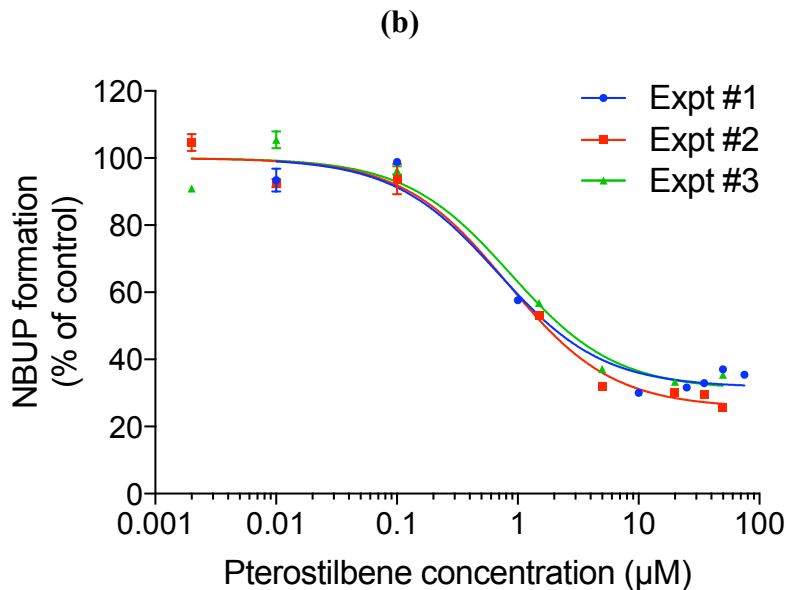 (b)
120
100
80
60
40
20
0
0.001
0.01
0.1
1
10
100
NBUP formation
(% of control)
Pterostilbene concentration (µM)
Expt #1
Expt #2
Expt #3